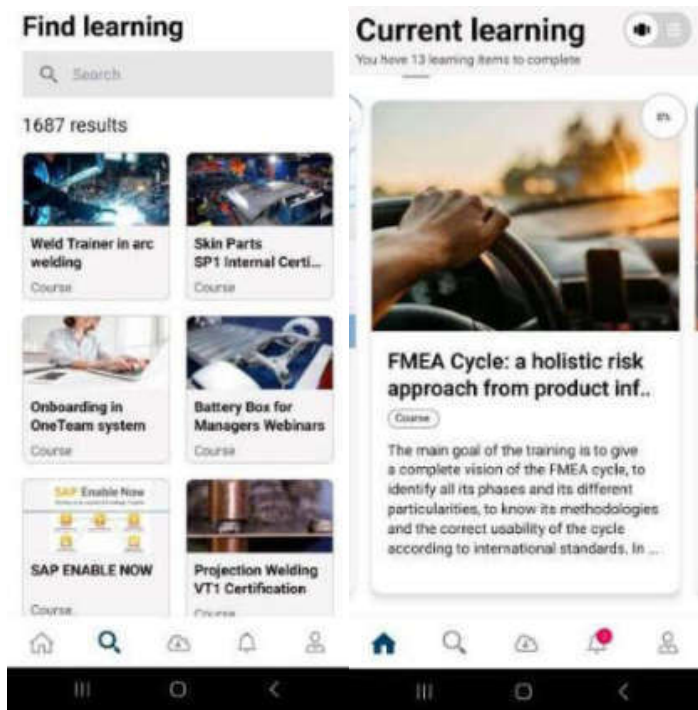 Find learning
Search
1687 results
Weld Trainer in arc
welding
Course
Skin Parts
SP1 Internal Certi...
Course
Onboarding in
OneTeam system
Course
Battery Box for
Managers Webinars
Course
SAP Enable Now
SAP ENABLE NOW
Course
Projection Welding
VT1 Certification
Course
Current learning
You have 13 learning items to complete
FMEA Cycle: a holistic risk
approach from product inf..
Course
The main goal of the training is to give
a complete vision of the FMEA cycle, to
identify all its phases and its different
particularities, to know its methodologies
and the correct usability of the cycle
according to international standards. In ...